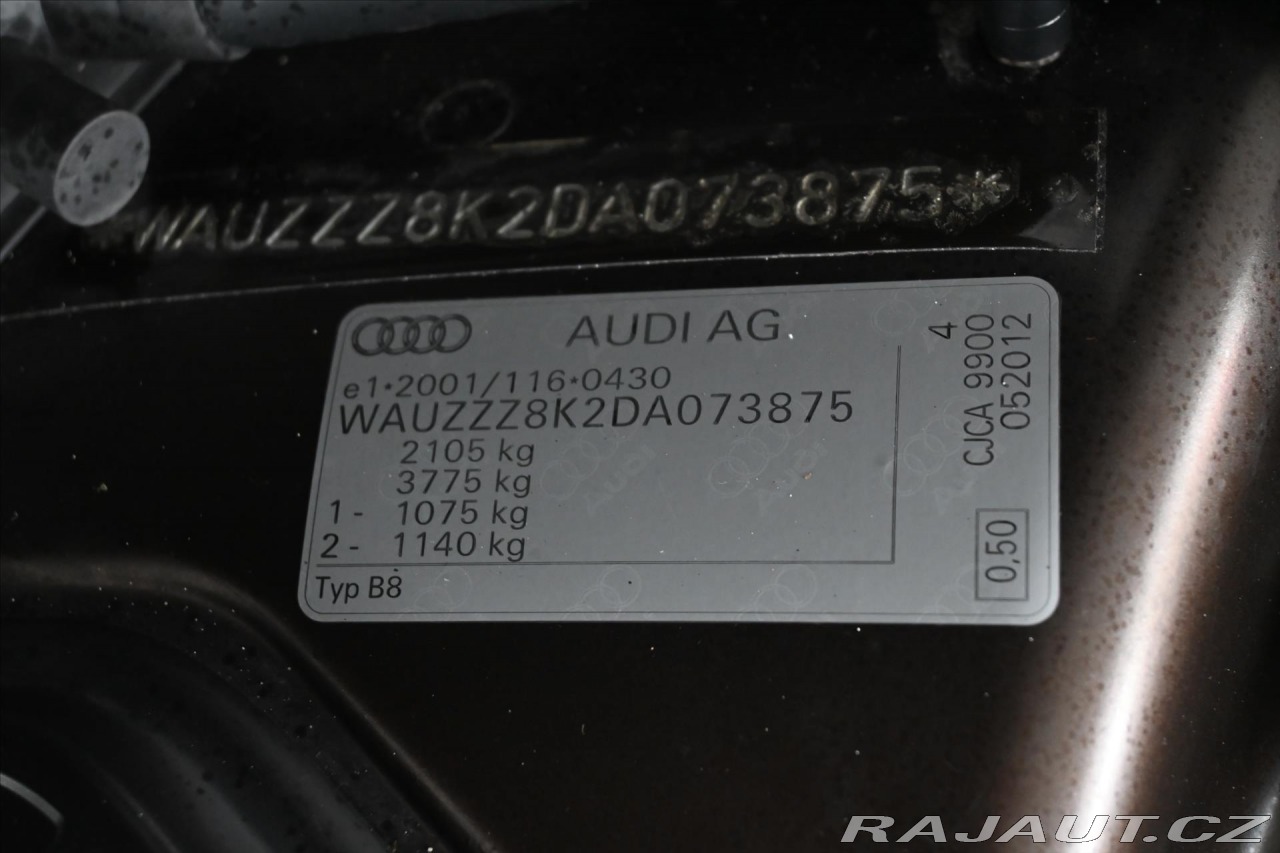 *WAUZZZ8K2DA073875*
AUDI AG
e1*2001/116*0430
WAUZZZ8K2DA073875
2105 kg
3775 kg
1- 1075 kg
2- 1140 kg
Typ B8
4
CJCA 9900
052012
0,50
RAJAUT.CZ